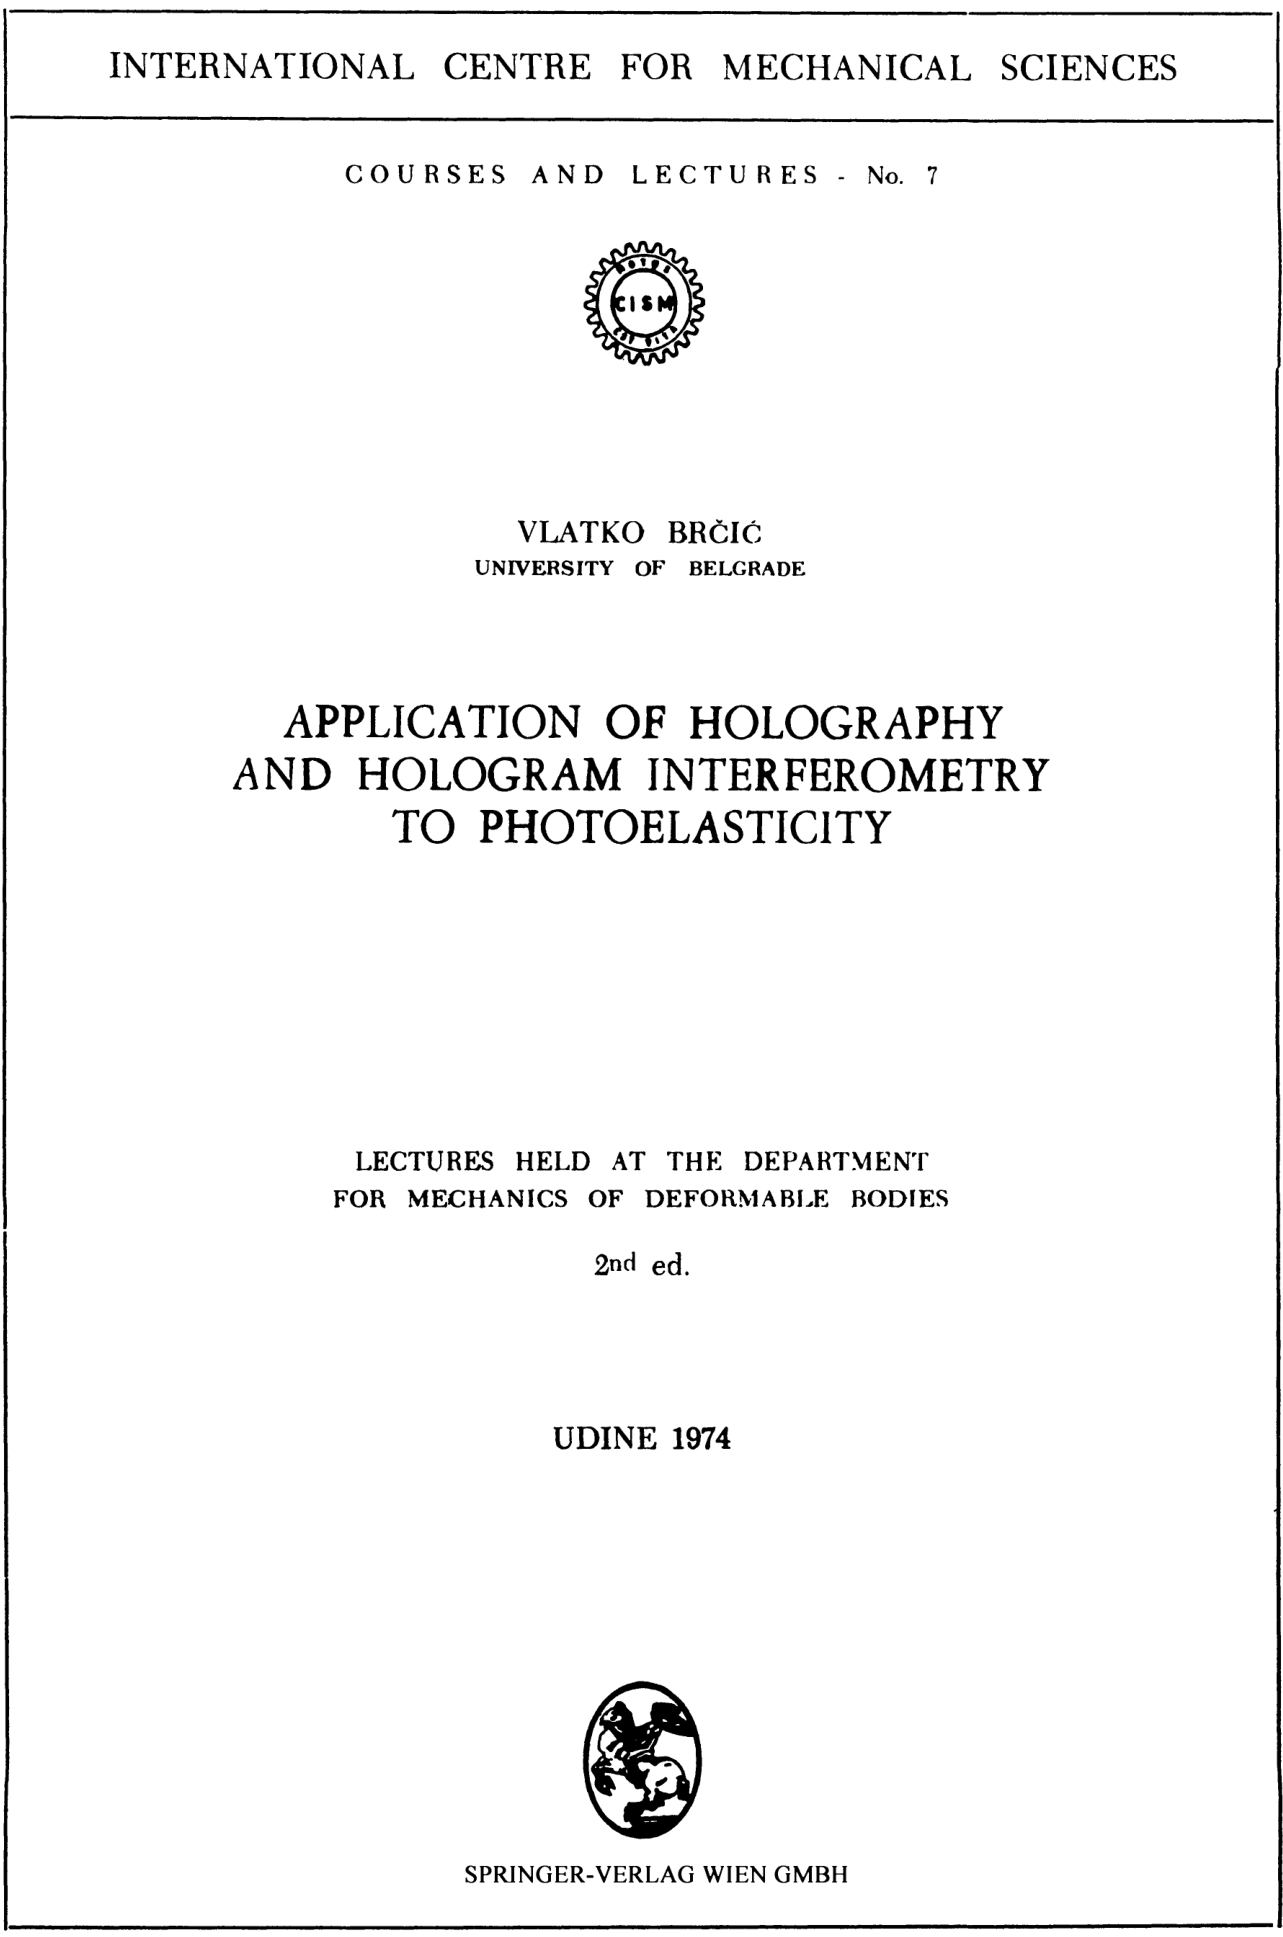 INTERNATIONAL CENTRE FOR MECHANICAL SCIENCES
COURSES AND LECTURES - No. 7
CISM
VLATKO BRČIĆ
UNIVERSITY OF BELGRADE
APPLICATION OF HOLOGRAPHY
AND HOLOGRAM INTERFEROMETRY
TO PHOTOELASTICITY
LECTURES HELD AT THE DEPARTMENT
FOR MECHANICS OF DEFORMABLE BODIES
2nd ed.
UDINE 1974
SPRINGER-VERLAG WIEN GMBH